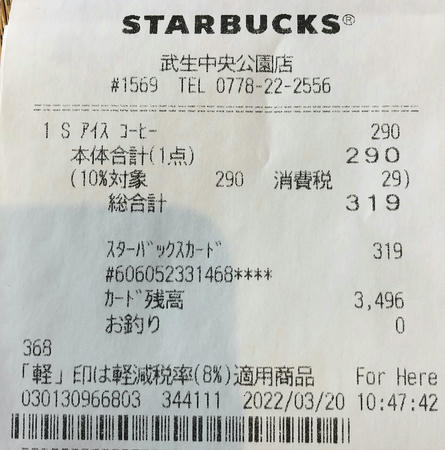 STARBUCKS®
武生中央公園店
#1569 TEL 0778-22-2556
1 S アイス コーヒー 290
本体合計(1点) 290
(10%対象 290 消費税 29)
総合計 319
スターバックスカード 319
#606052331468****
カード残高 3,496
お釣り 0
368
「軽」印は軽減税率(8%)適用商品 For Here
030130966803 344111 2022/03/20 10:47:42